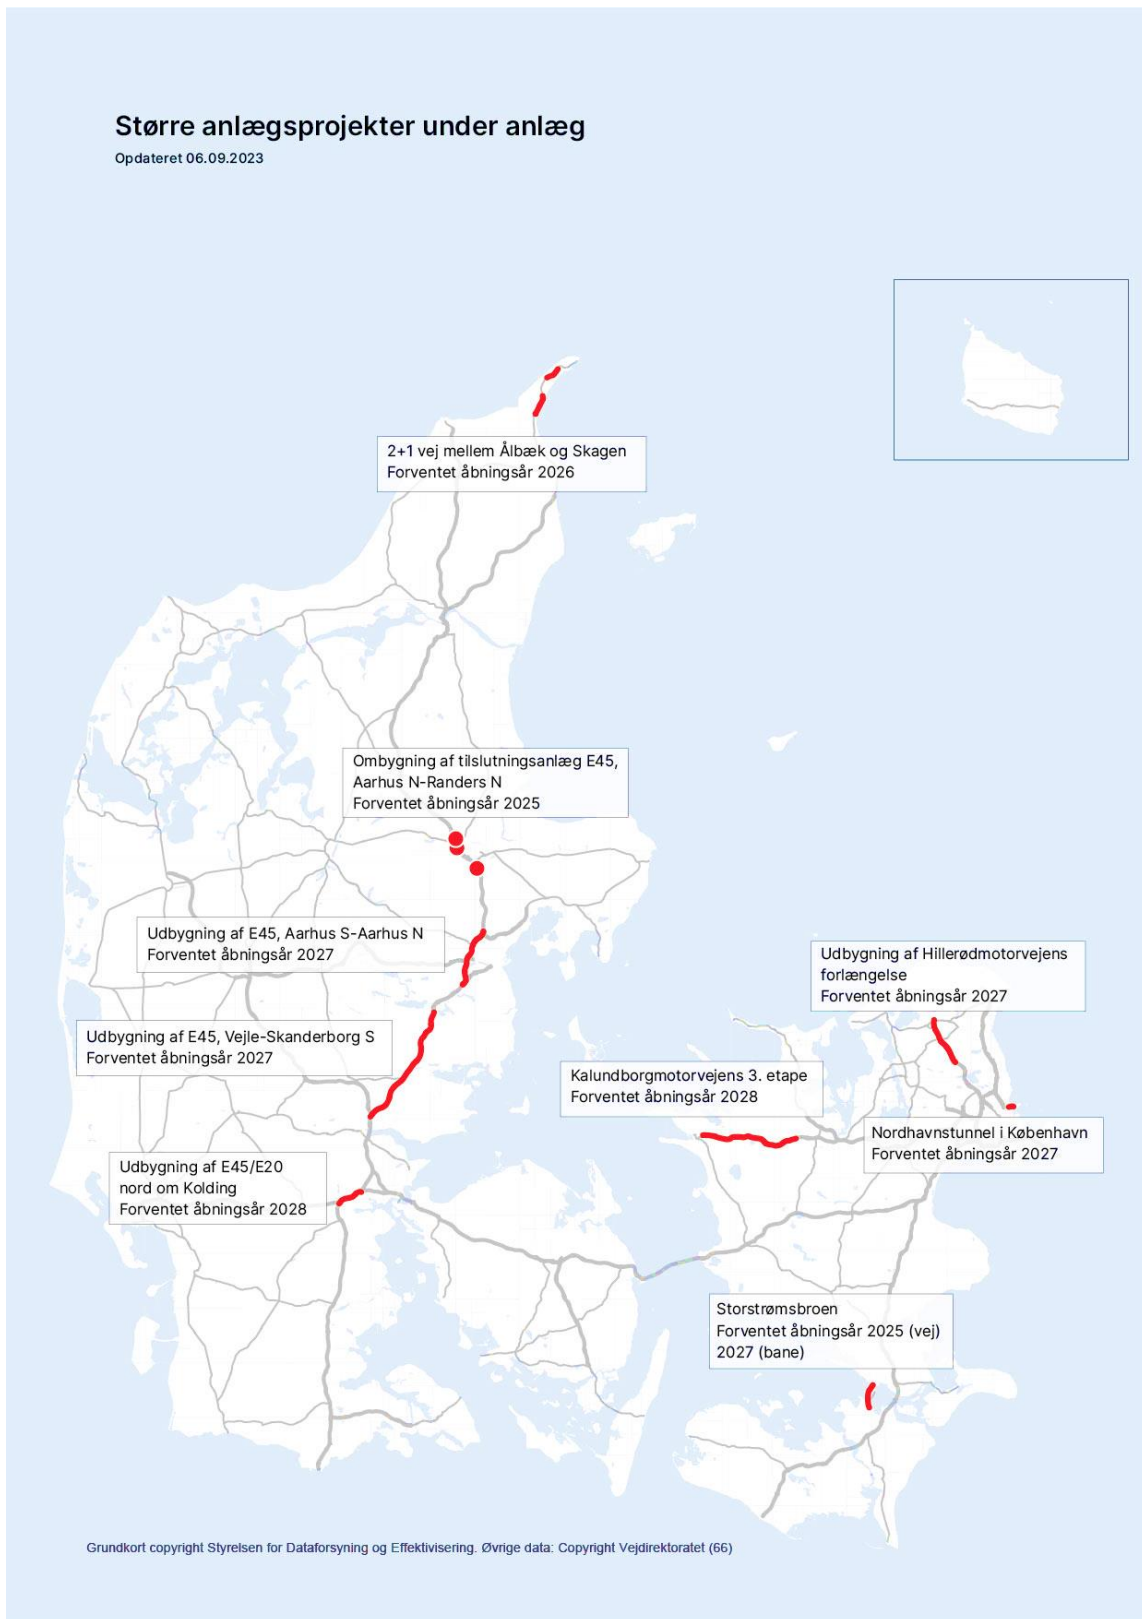 Større anlægsprojekter under anlæg
Opdateret 06.09.2023
2+1 vej mellem Ålbæk og Skagen
Forventet åbningsår 2026
Ombygning af tilslutningsanlæg E45,
Aarhus N-Randers N
Forventet åbningsår 2025
Udbygning af E45, Aarhus S-Aarhus N
Forventet åbningsår 2027
Udbygning af Hillerødmotorvejens
forlængelse
Forventet åbningsår 2027
Udbygning af E45, Vejle-Skanderborg S
Forventet åbningsår 2027
Kalundborgmotorvejens 3. etape
Forventet åbningsår 2028
Nordhavnstunnel i København
Forventet åbningsår 2027
Udbygning af E45/E20
nord om Kolding
Forventet åbningsår 2028
Storstrømsbroen
Forventet åbningsår 2025 (vej)
2027 (bane)
Grundkort copyright Styrelsen for Dataforsyning og Effektivisering. Øvrige data: Copyright Vejdirektoratet (66)